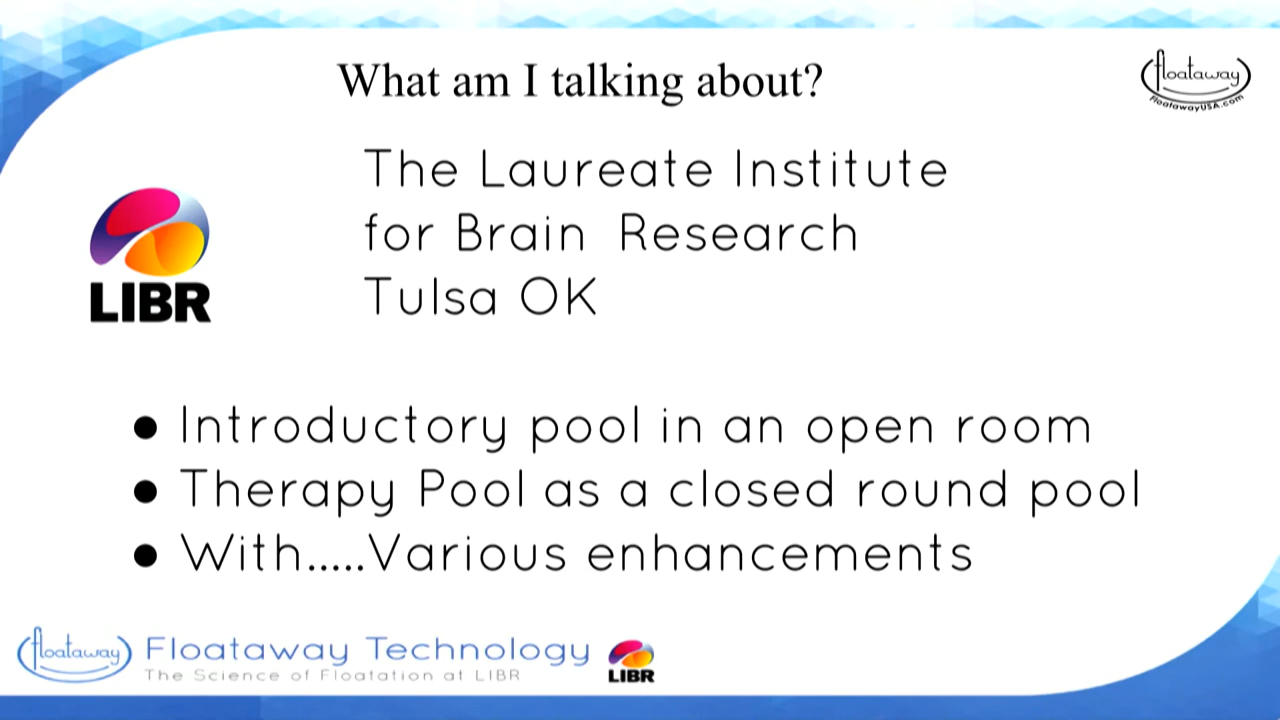 What am I talking about?
floataway
FloatawayUSA.com
The Laureate Institute
for Brain Research
Tulsa OK
LIBR
● Introductory pool in an open room
● Therapy Pool as a closed round pool
● With.....Various enhancements
floataway
Floataway Technology
The Science of Floatation at LIBR
LIBR